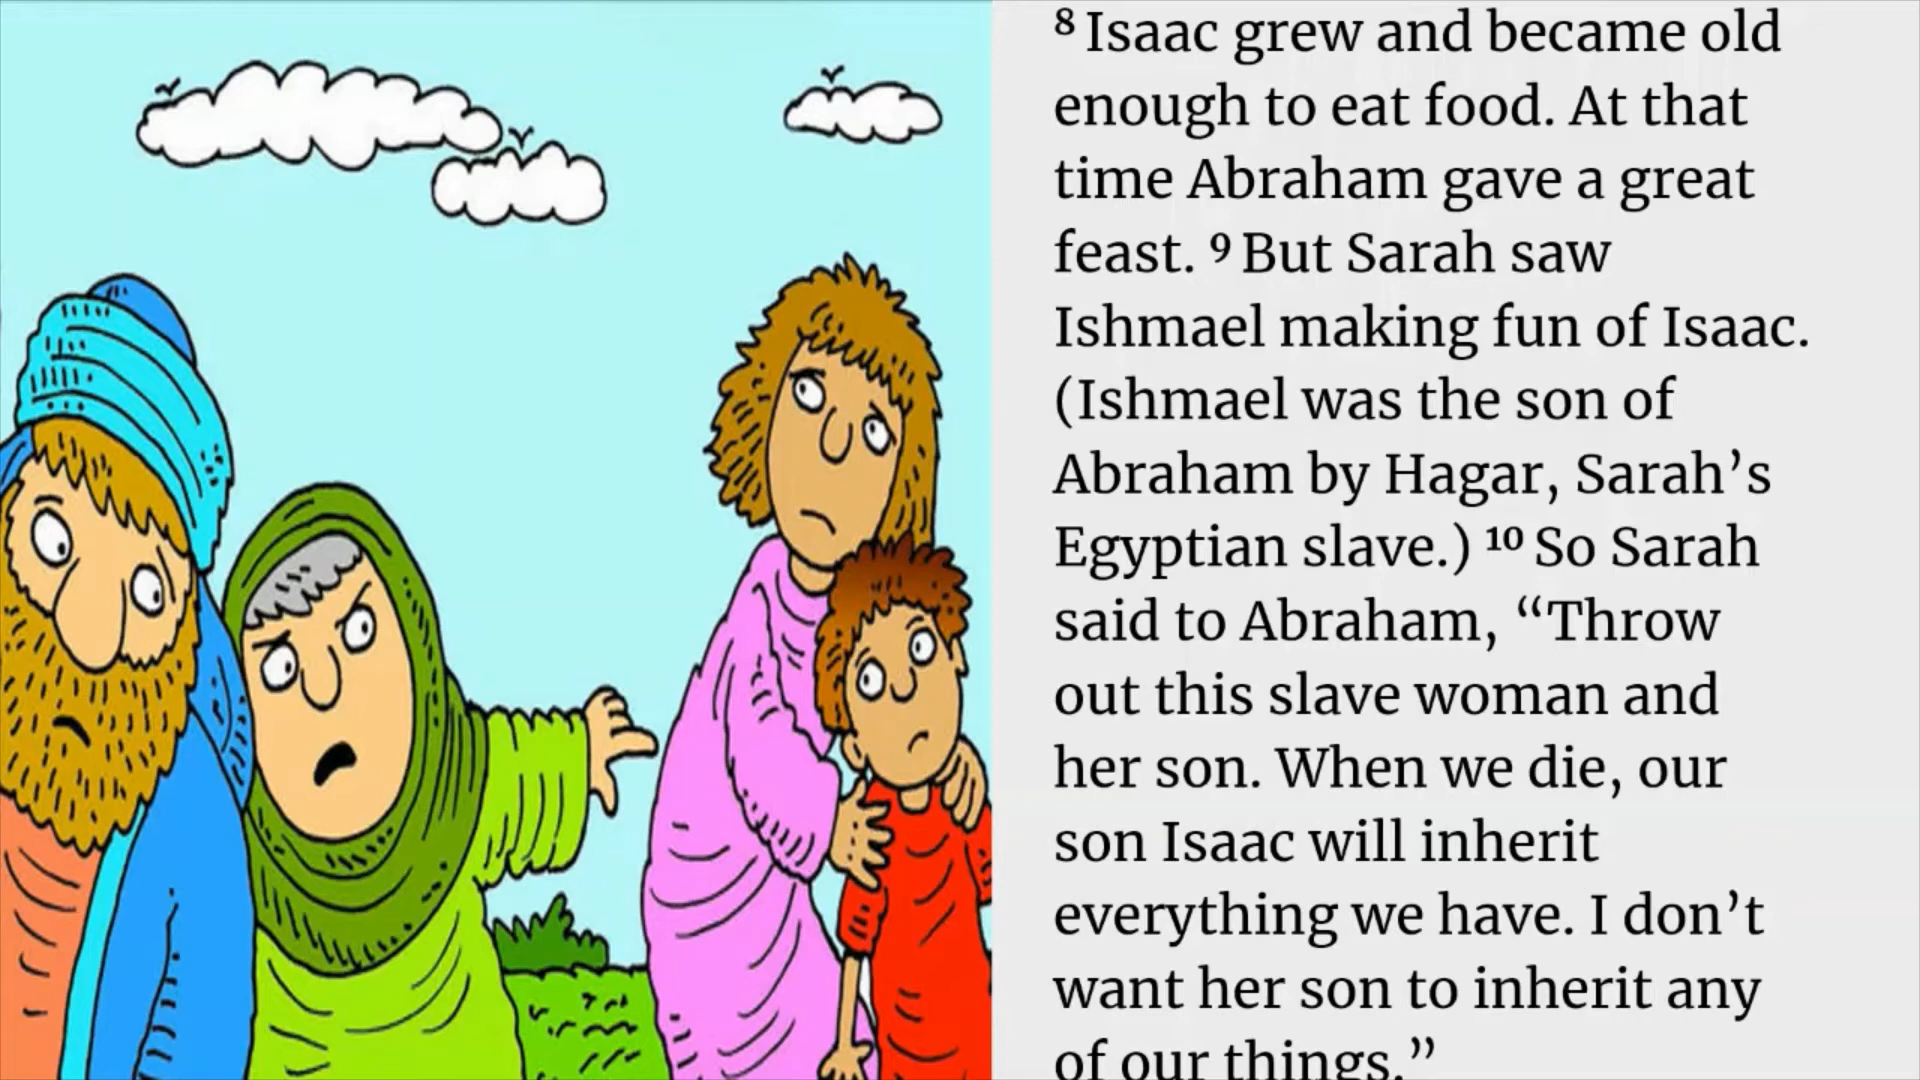 ⁸ Isaac grew and became old
enough to eat food. At that
time Abraham gave a great
feast. ⁹ But Sarah saw
Ishmael making fun of Isaac.
(Ishmael was the son of
Abraham by Hagar, Sarah’s
Egyptian slave.) ¹⁰ So Sarah
said to Abraham, “Throw
out this slave woman and
her son. When we die, our
son Isaac will inherit
everything we have. I don’t
want her son to inherit any
of our things.”